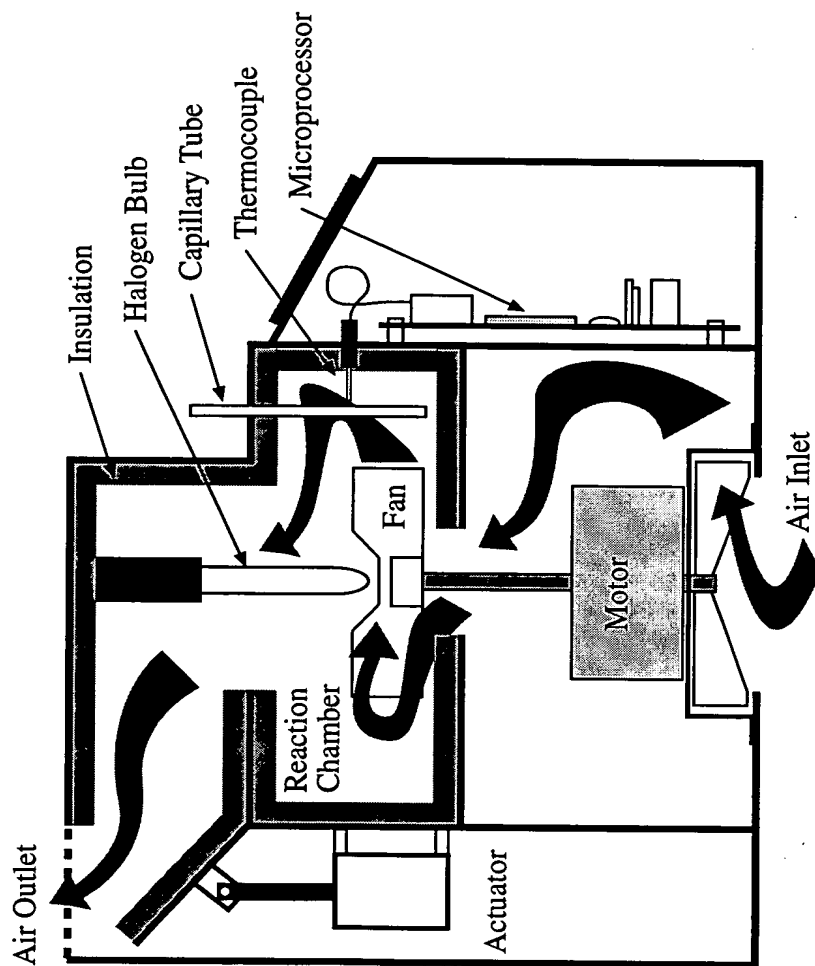 Insulation
Halogen Bulb
Capillary Tube
Thermocouple
Microprocessor
Air Outlet
Reaction
Chamber
Fan
Motor
Actuator
Air Inlet